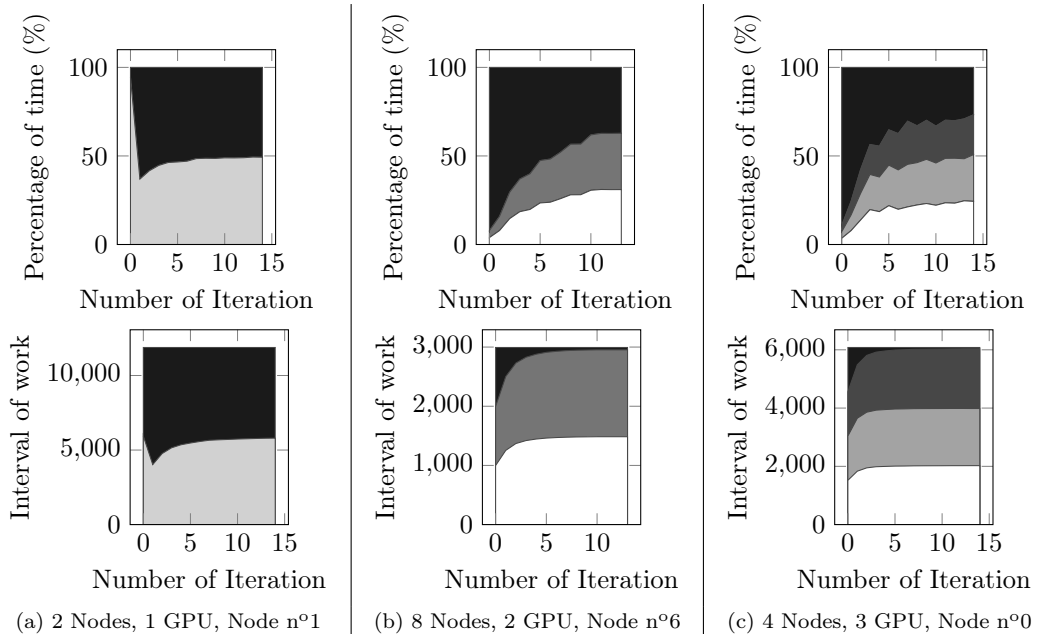 Percentage of time (%)
100
50
0
0 5 10 15
Number of Iteration
Percentage of time (%)
100
50
0
0 5 10
Number of Iteration
Percentage of time (%)
100
50
0
0 5 10 15
Number of Iteration
Interval of work
10,000
5,000
0
0 5 10 15
Number of Iteration
(a) 2 Nodes, 1 GPU, Node nº1
Interval of work
3,000
2,000
1,000
0
0 5 10
Number of Iteration
(b) 8 Nodes, 2 GPU, Node nº6
Interval of work
6,000
4,000
2,000
0
0 5 10 15
Number of Iteration
(c) 4 Nodes, 3 GPU, Node nº0